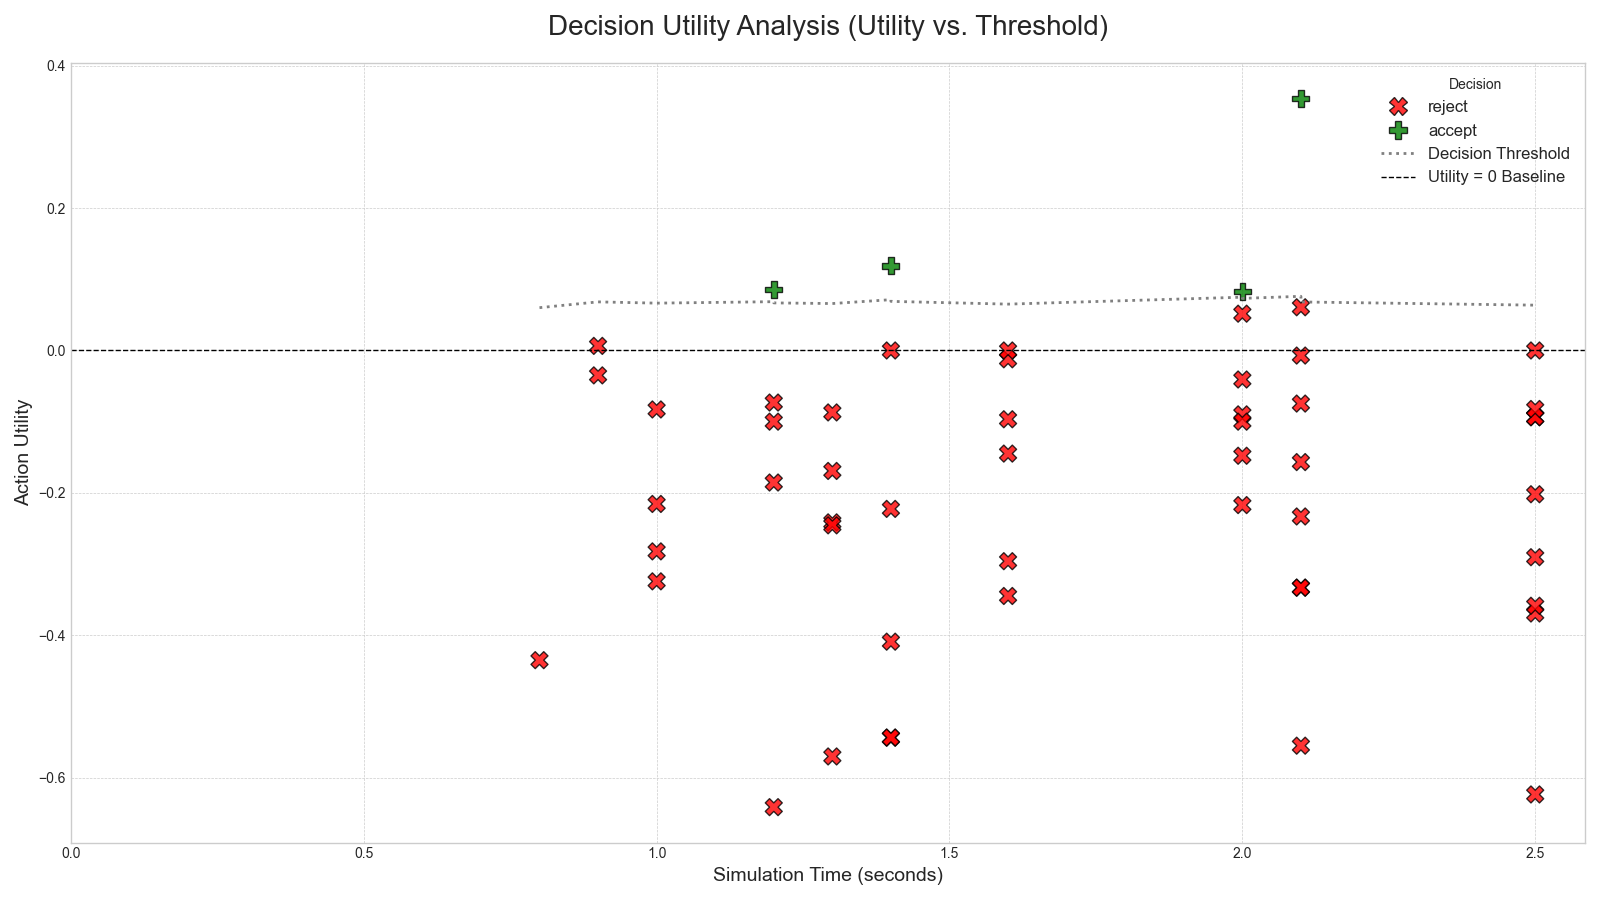 Decision Utility Analysis (Utility vs. Threshold)
Decision
reject
accept
Decision Threshold
Utility = 0 Baseline
Action Utility
0.4
0.2
0.0
−0.2
−0.4
−0.6
0.0 0.5 1.0 1.5 2.0 2.5
Simulation Time (seconds)